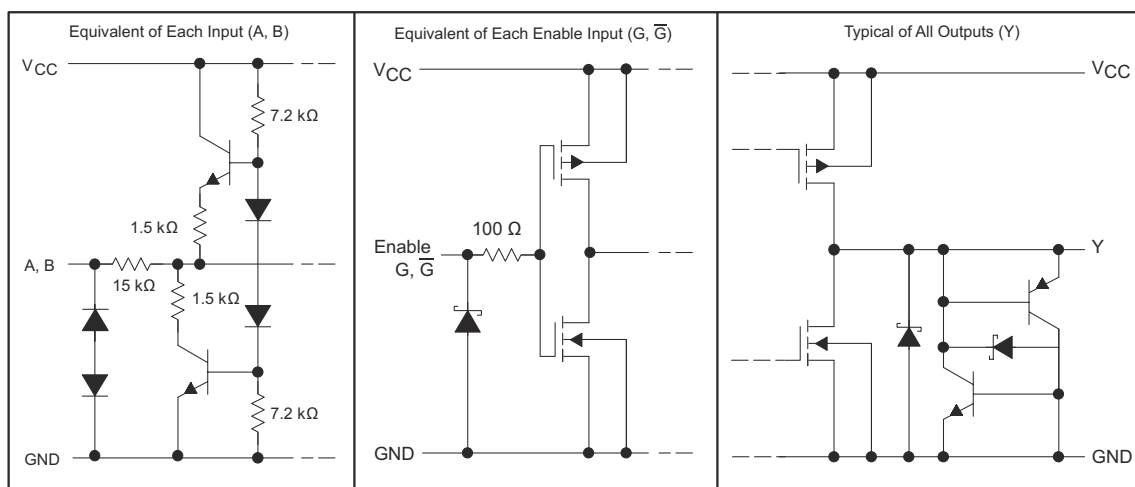 Equivalent of Each Input (A, B)
VCC
7.2 kΩ
1.5 kΩ
A, B
15 kΩ
1.5 kΩ
7.2 kΩ
GND
Equivalent of Each Enable Input (G, G̅)
VCC
100 Ω
Enable
G, G̅
GND
Typical of All Outputs (Y)
VCC
Y
GND